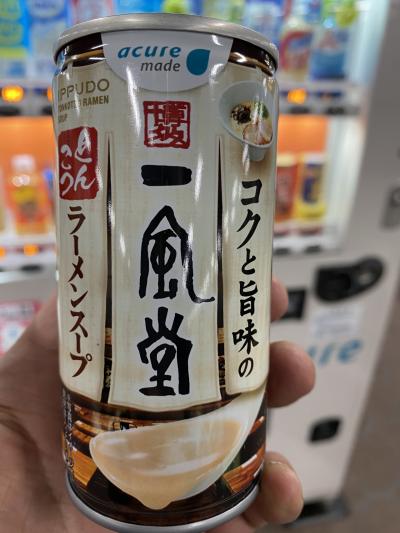 acure
made
IPPUDO
TONKOTSU RAMEN
SOUP
博多
一風堂
コクと旨味の
とんこつ
ラーメンスープ
cure